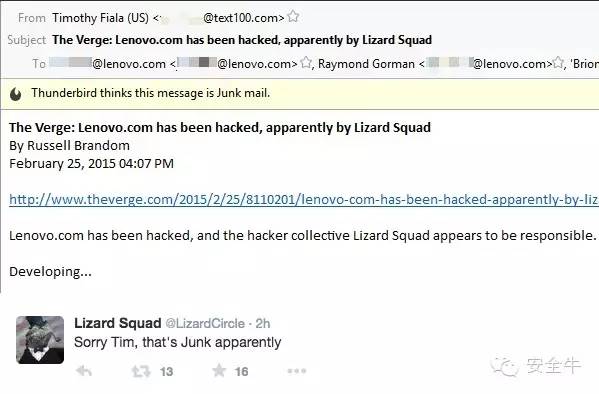 From Timothy Fiala (US) < @text100.com>
Subject The Verge: Lenovo.com has been hacked, apparently by Lizard Squad
To @lenovo.com < @lenovo.com>, Raymond Gorman < @lenovo.com>, 'Brion
Thunderbird thinks this message is Junk mail.
The Verge: Lenovo.com has been hacked, apparently by Lizard Squad
By Russell Brandom
February 25, 2015 04:07 PM
http://www.theverge.com/2015/2/25/8110201/lenovo-com-has-been-hacked-apparently-by-liza
Lenovo.com has been hacked, and the hacker collective Lizard Squad appears to be responsible.
Developing...
Lizard Squad @LizardCircle · 2h
Sorry Tim, that's Junk apparently
13 16
安全牛